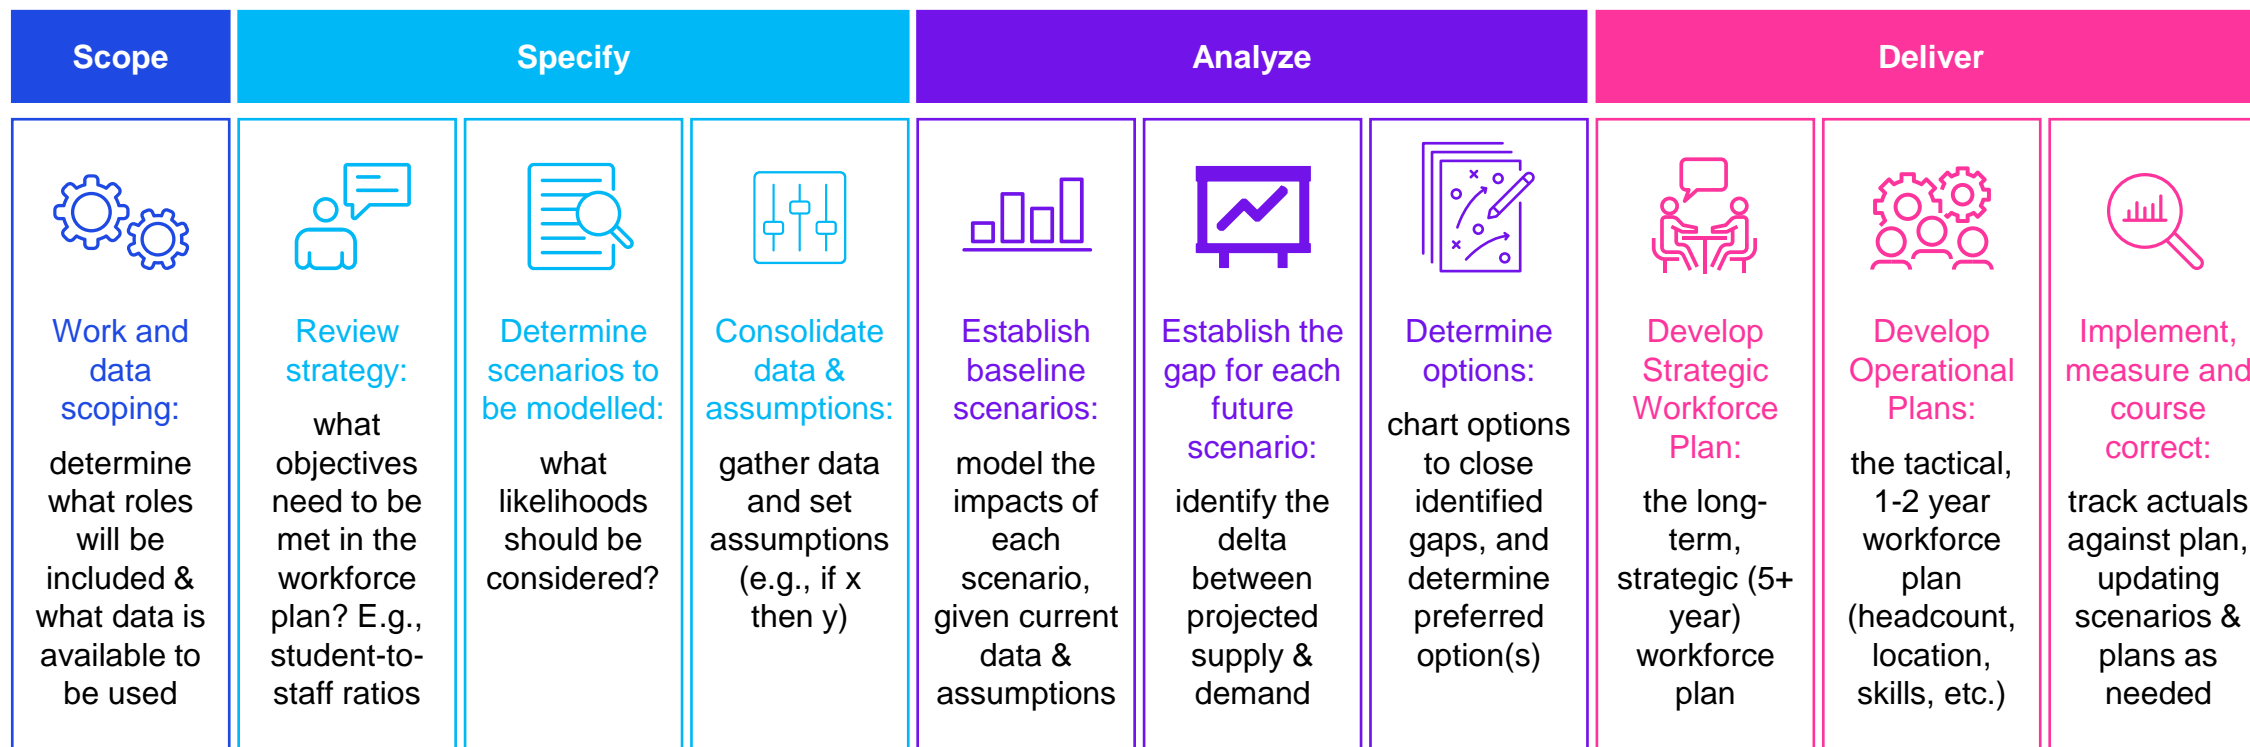 Scope
Specify
Analyze
Deliver
Work and
data
scoping:
determine
what roles
will be
included &
what data is
available to
be used
Review
strategy:
what
objectives
need to be
met in the
workforce
plan? E.g.,
student-to-
staff ratios
Determine
scenarios to
be modelled:
what
likelihoods
should be
considered?
Consolidate
data &
assumptions:
gather data
and set
assumptions
(e.g., if x
then y)
Establish
baseline
scenarios:
model the
impacts of
each
scenario,
given current
data &
assumptions
Establish the
gap for each
future
scenario:
identify the
delta
between
projected
supply &
demand
Determine
options:
chart options
to close
identified
gaps, and
determine
preferred
option(s)
Develop
Strategic
Workforce
Plan:
the long-
term,
strategic (5+
year)
workforce
plan
Develop
Operational
Plans:
the tactical,
1-2 year
workforce
plan
(headcount,
location,
skills, etc.)
Implement,
measure and
course
correct:
track actuals
against plan,
updating
scenarios &
plans as
needed